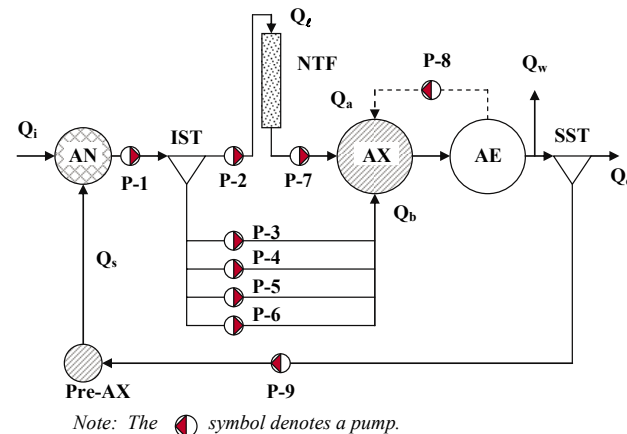 Qℓ
NTF
P-8
Qw
Qa
Qi
IST
SST
AN
AX
AE
P-1
P-2
P-7
Qb
P-3
P-4
P-5
P-6
Qs
Pre-AX
P-9
Note: The symbol denotes a pump.